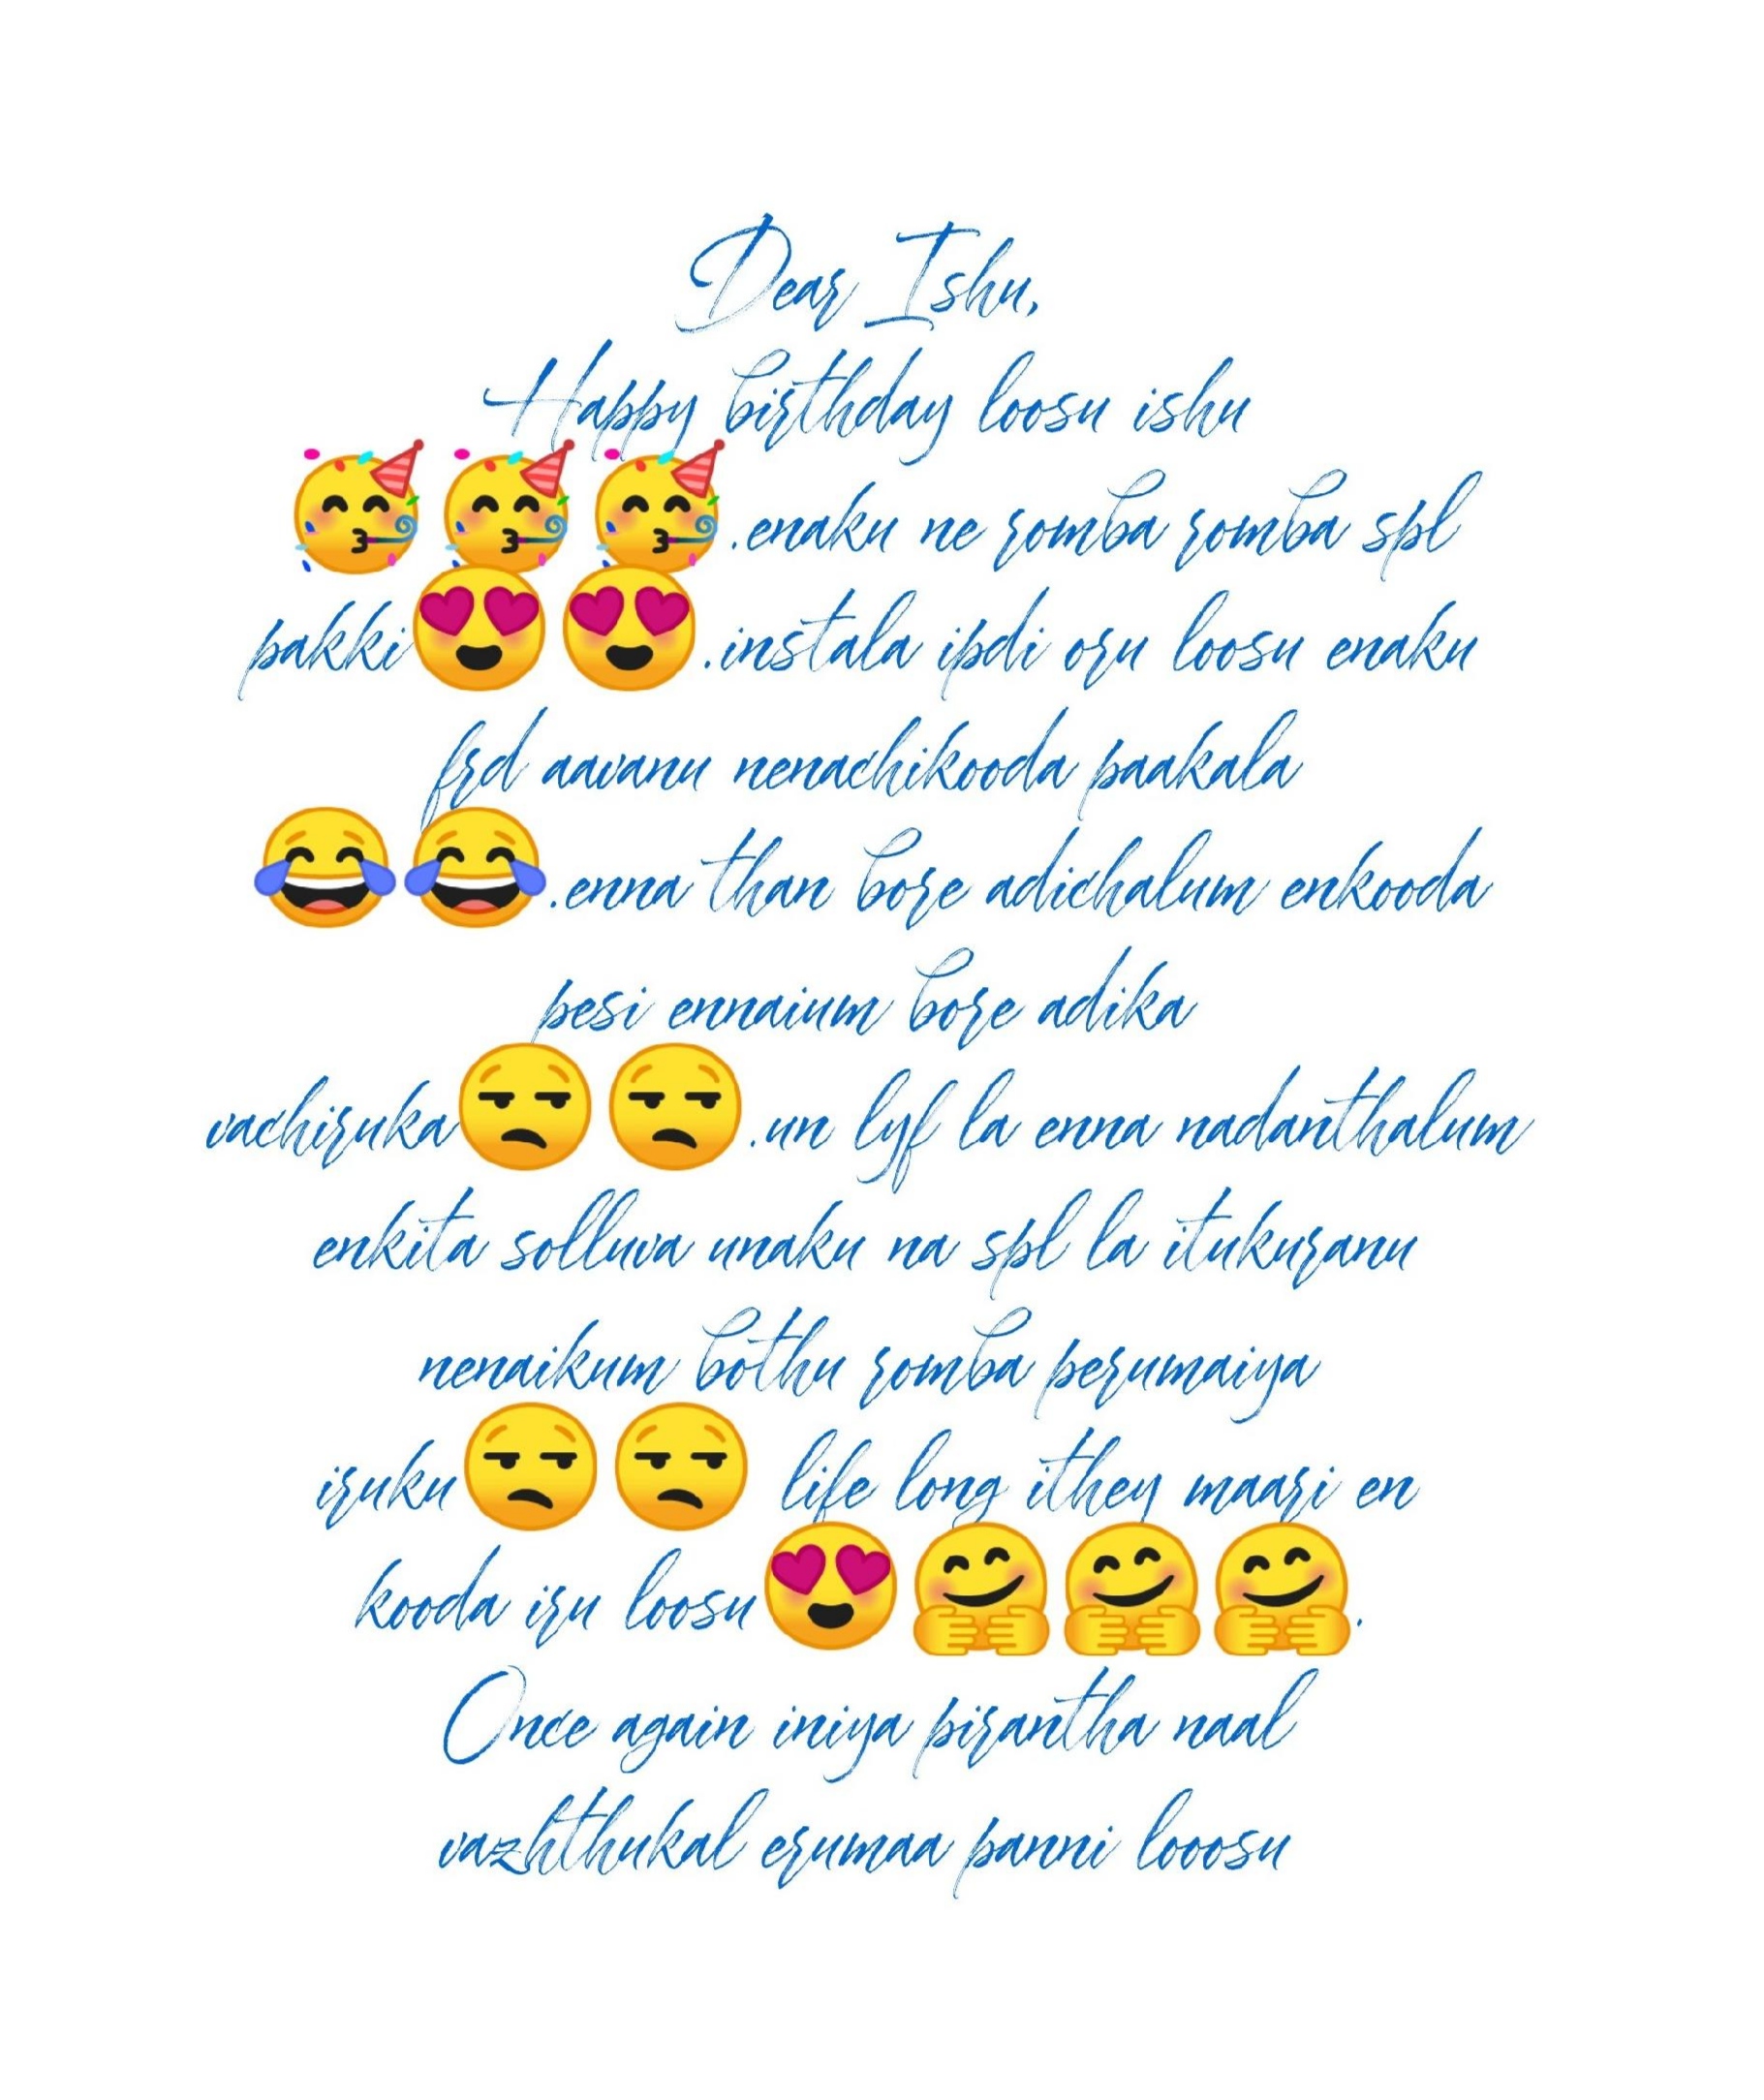 Dear Ishu,
Happy birthday loosu ishu
🥳🥳🥳.enaku ne romba romba spl
pakki😍😍.instala ipdi oru loosu enaku
frd aavanu nenachikooda paakala
😂😂.enna than bore adichalum enkooda
pesi ennaium bore adika
vachiruka😒😒.un lyf la enna nadanthalum
enkita solluva unaku na spl la itukuranu
nenaikum bothu romba perumaiya
iruku😒😒 life long ithey maari en
kooda iru loosu😍🤗🤗🤗.
Once again iniya pirantha naal
vazhthukal erumaa panni looosu